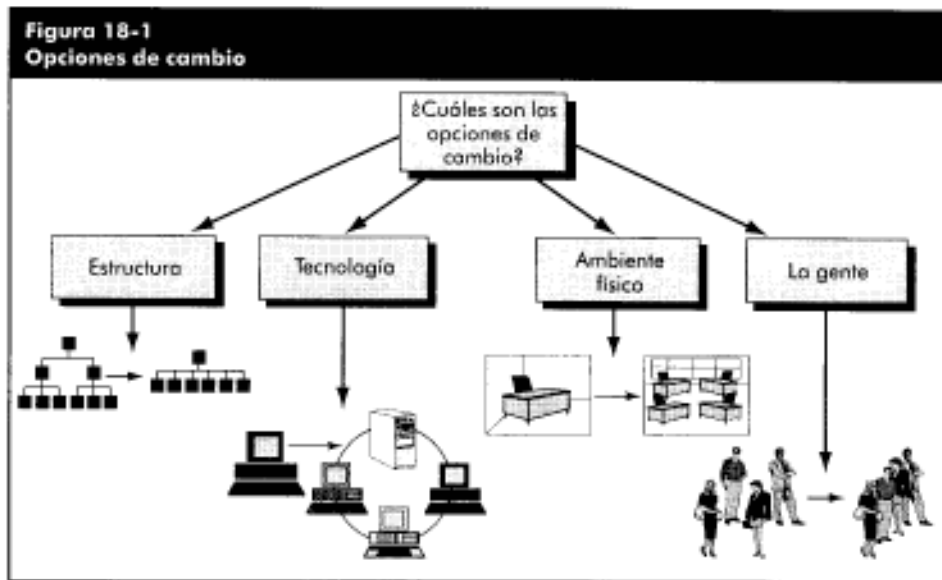 Figura 18-1
Opciones de cambio
¿Cuáles son las
opciones de
cambio?
Estructura
Tecnología
Ambiente
físico
La gente